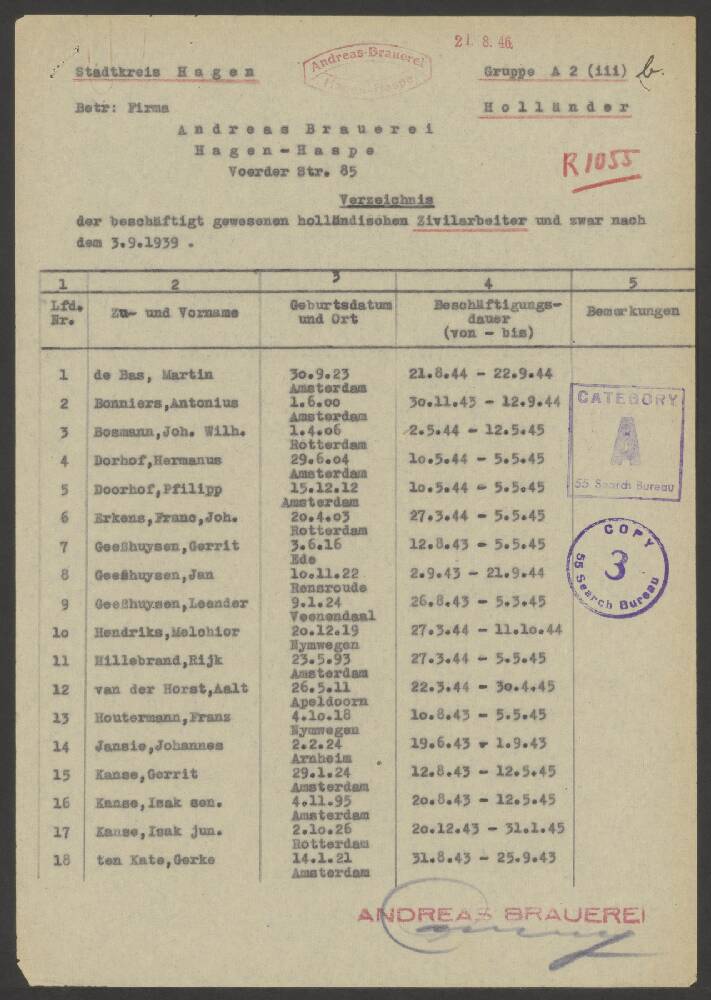 21. 8. 46.
Andreas-Brauerei
Hagen-Haspe
Stadtkreis Hagen
Gruppe A 2 (iii) b.
Betr: Firma
Holländer
Andreas Brauerei
Hagen-Haspe
R 1055
Voerder Str. 85
Verzeichnis
der beschäftigt gewesenen holländischen Zivilarbeiter und zwar nach
dem 3.9.1939 .
1 2 3 4 5
Lfd. Nr. Zu- und Vorname Geburtsdatum und Ort Beschäftigungs-dauer (von - bis) Bemerkungen
1 de Bas, Martin 30.9.23 21.8.44 - 22.9.44
Amsterdam
2 Bonniers,Antonius 1.6.00 30.11.43 - 12.9.44
Amsterdam
3 Bosmann,Joh. Wilh. 1.4.06 2.5.44 - 12.5.45
Rotterdam
4 Dorhof,Hermanus 29.6.04 10.5.44 - 5.5.45
Amsterdam
5 Doorhof,Pfilipp 15.12.12 10.5.44 - 5.5.45
Amsterdam
6 Erkens,Franc,Joh. 20.4.03 27.3.44 - 5.5.45
Rotterdam
7 Geeßhuysen,Gerrit 3.6.16 12.8.43 - 5.5.45
Ede
8 Geeßhuysen,Jan 10.11.22 2.9.43 - 21.9.44
Rensroude
9 Geeßhuysen,Leander 9.1.24 26.8.43 - 5.3.45
Veenendaal
10 Hendriks,Melchior 20.12.19 27.3.44 - 11.10.44
Nymwegen
11 Hillebrand,Rijk 23.5.93 27.3.44 - 5.5.45
Amsterdam
12 van der Horst,Aalt 26.5.11 22.3.44 - 30.4.45
Apeldoorn
13 Houtermann,Franz 4.10.18 10.8.43 - 5.5.45
Nymwegen
14 Jansie,Johannes 2.2.24 19.6.43 - 1.9.43
Arnheim
15 Kanse,Gerrit 29.1.24 12.8.43 - 12.5.45
Amsterdam
16 Kanse,Isak sen. 4.11.95 20.8.43 - 12.5.45
Amsterdam
17 Kanse,Isak jun. 2.10.26 20.12.43 - 31.1.45
Rotterdam
18 ten Kate,Gerke 14.1.21 31.8.43 - 25.9.43
Amsterdam
CATEGORY
A
55 Search Bureau
COPY
3
55 Search Bureau
ANDREAS BRAUEREI